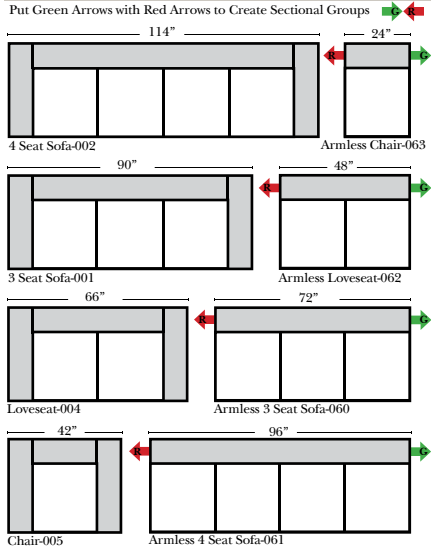 Put Green Arrows with Red Arrows to Create Sectional Groups G R
114” 24”
R G
4 Seat Sofa-002 Armless Chair-063
90” 48”
R G
3 Seat Sofa-001 Armless Loveseat-062
66” 72”
R G
Loveseat-004 Armless 3 Seat Sofa-060
42” 96”
R G
Chair-005 Armless 4 Seat Sofa-061